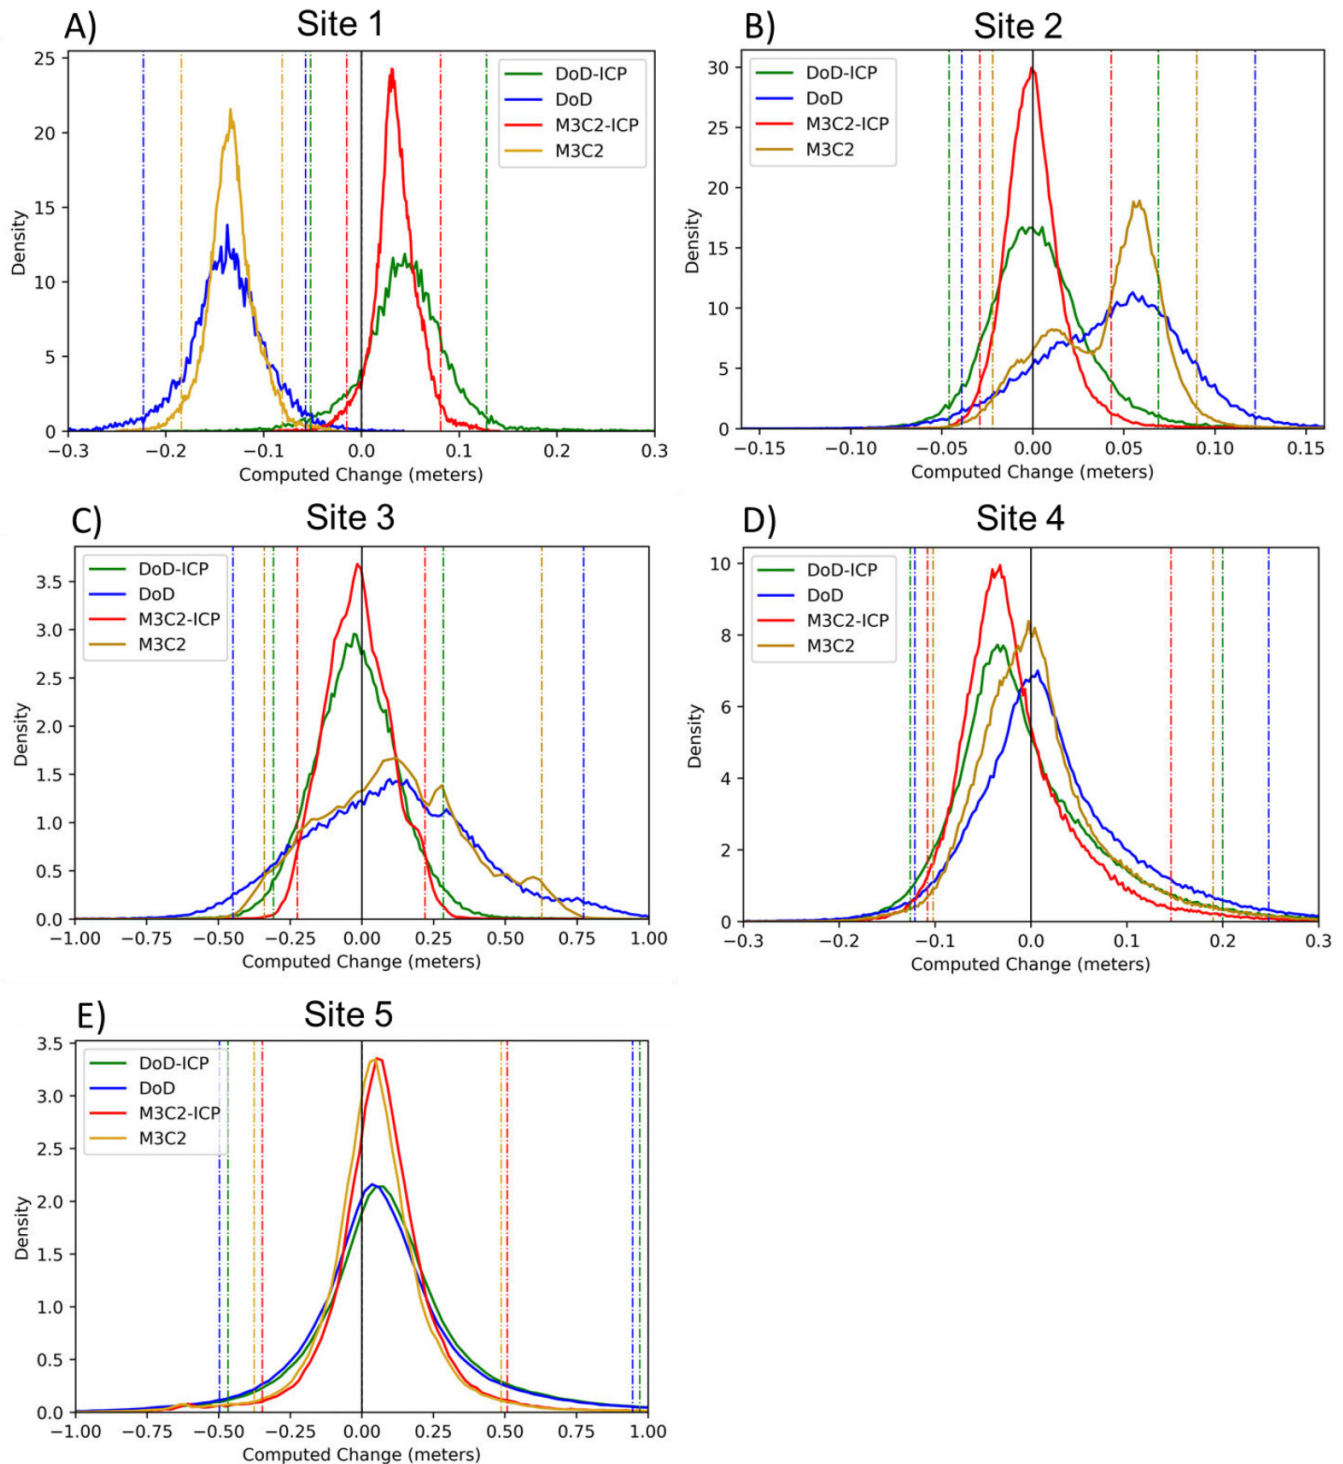 A) Site 1
25
20
15
10
5
0
Density
DoD-ICP
DoD
M3C2-ICP
M3C2
−0.3 −0.2 −0.1 0.0 0.1 0.2 0.3
Computed Change (meters)
B) Site 2
30
25
20
15
10
5
0
Density
DoD-ICP
DoD
M3C2-ICP
M3C2
−0.15 −0.10 −0.05 0.00 0.05 0.10 0.15
Computed Change (meters)
C) Site 3
3.5
3.0
2.5
2.0
1.5
1.0
0.5
0.0
Density
DoD-ICP
DoD
M3C2-ICP
M3C2
−1.00 −0.75 −0.50 −0.25 0.00 0.25 0.50 0.75 1.00
Computed Change (meters)
D) Site 4
10
8
6
4
2
0
Density
DoD-ICP
DoD
M3C2-ICP
M3C2
−0.3 −0.2 −0.1 0.0 0.1 0.2 0.3
Computed Change (meters)
E) Site 5
3.5
3.0
2.5
2.0
1.5
1.0
0.5
0.0
Density
DoD-ICP
DoD
M3C2-ICP
M3C2
−1.00 −0.75 −0.50 −0.25 0.00 0.25 0.50 0.75 1.00
Computed Change (meters)